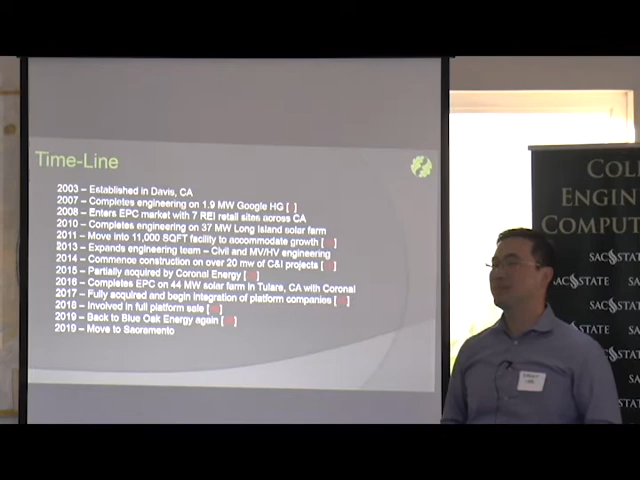 Time-Line
2003 – Established in Davis, CA
2007 – Completes engineering on 1.9 MW Google HG [ ]
2008 – Enters EPC market with 7 REI retail sites across CA
2010 – Completes engineering on 37 MW Long Island solar farm
2011 – Move into 11,000 SQFT facility to accommodate growth [ ]
2013 – Expands engineering team – Civil and MV/HV engineering
2014 – Commence construction on over 20 mw of C&I projects [ ]
2015 – Partially acquired by Coronal Energy [ ]
2016 – Completes EPC on 44 MW solar farm in Tulare, CA with Coronal
2017 – Fully acquired and begin integration of platform companies [ ]
2018 – Involved in full platform sale [ ]
2019 – Back to Blue Oak Energy again [ ]
2019 – Move to Sacramento
COLL
ENGINE
COMPUT
SAC STATE
SAC STATE
SAC STATE
STATE